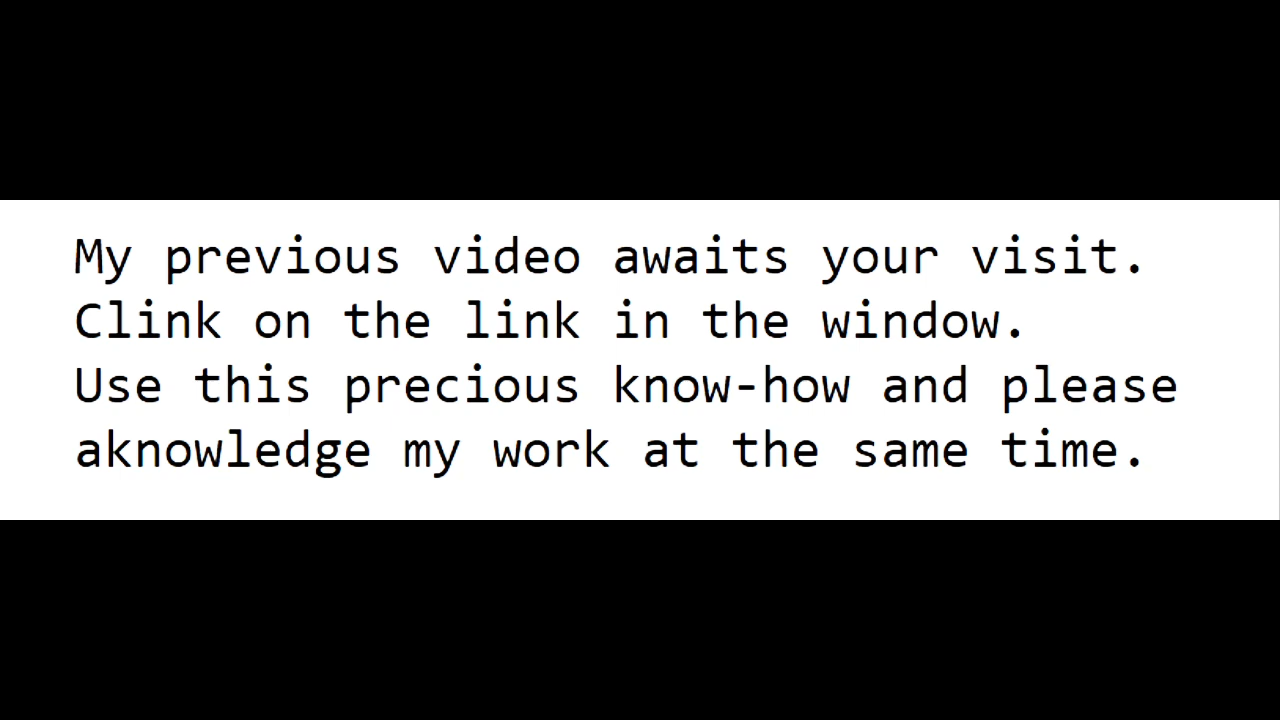 My previous video awaits your visit.
Clink on the link in the window.
Use this precious know-how and please
aknowledge my work at the same time.